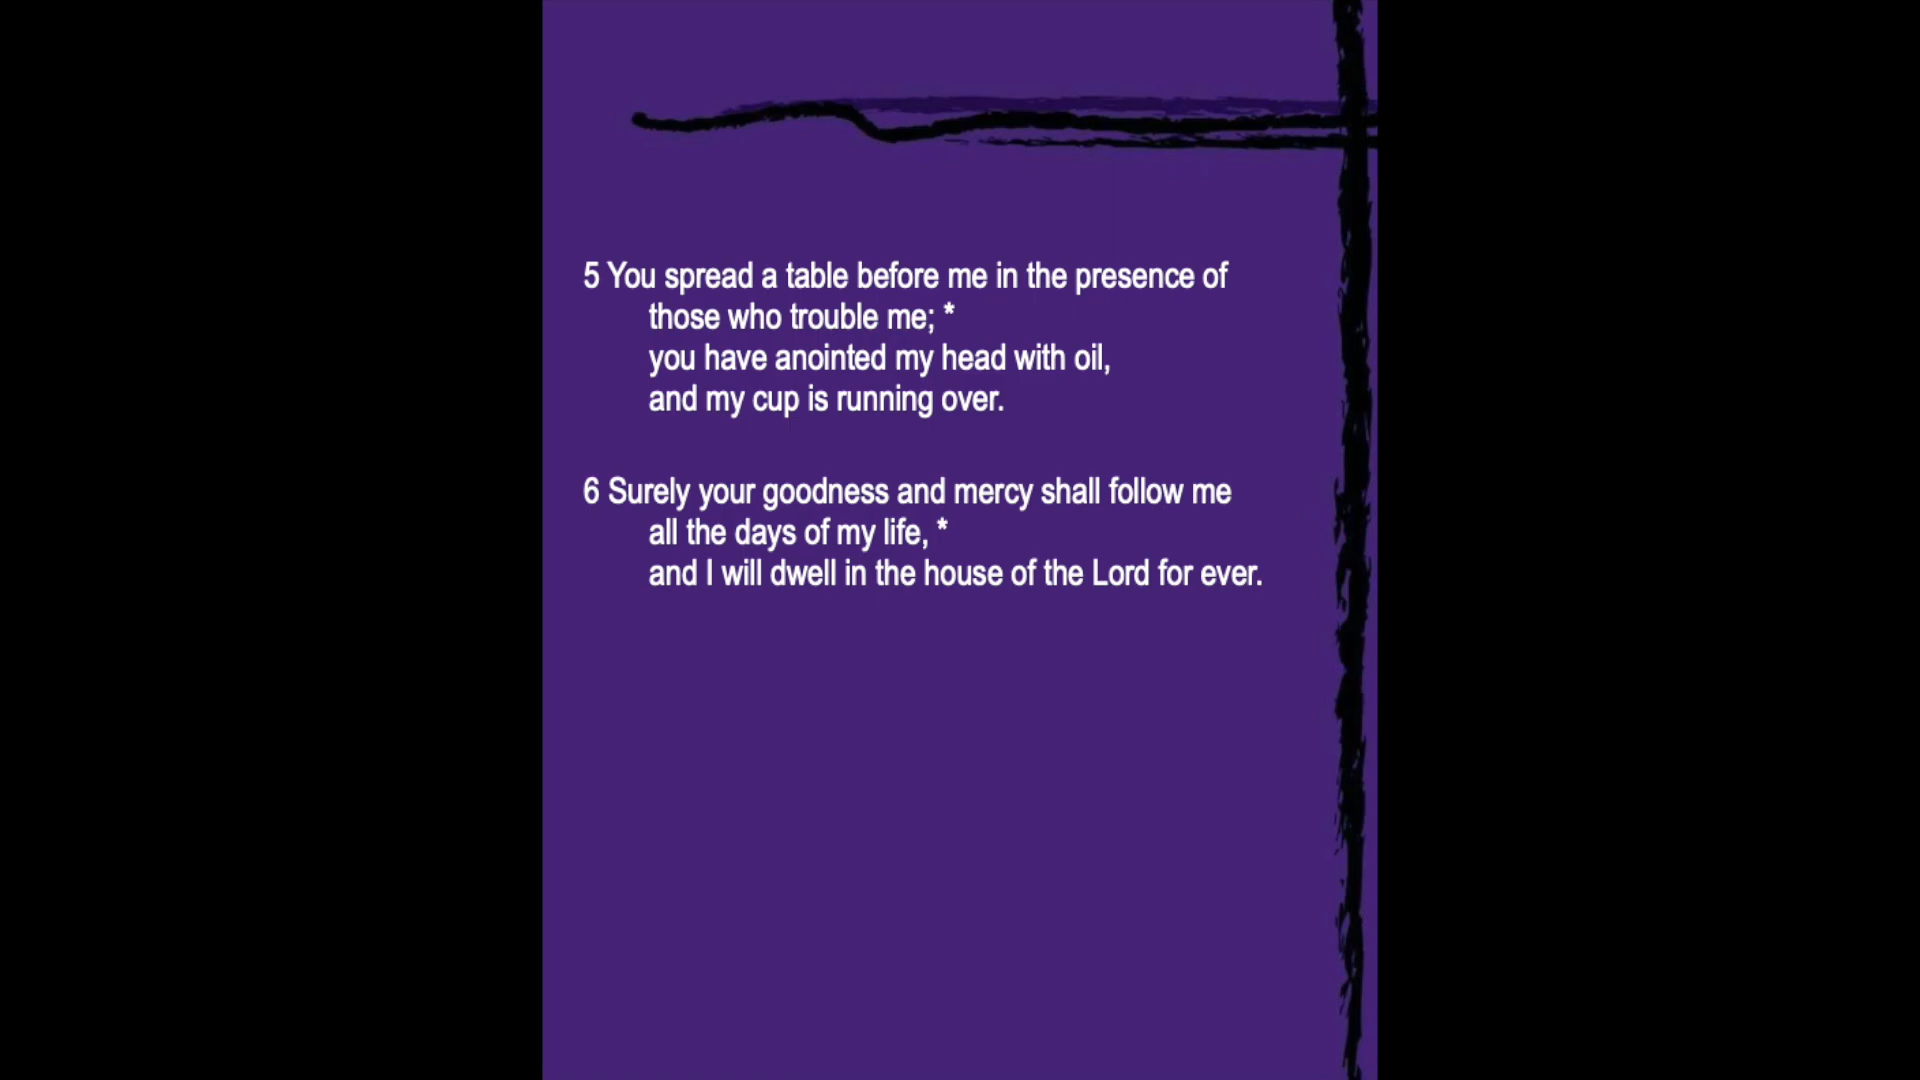 5 You spread a table before me in the presence of
those who trouble me; *
you have anointed my head with oil,
and my cup is running over.
6 Surely your goodness and mercy shall follow me
all the days of my life, *
and I will dwell in the house of the Lord for ever.